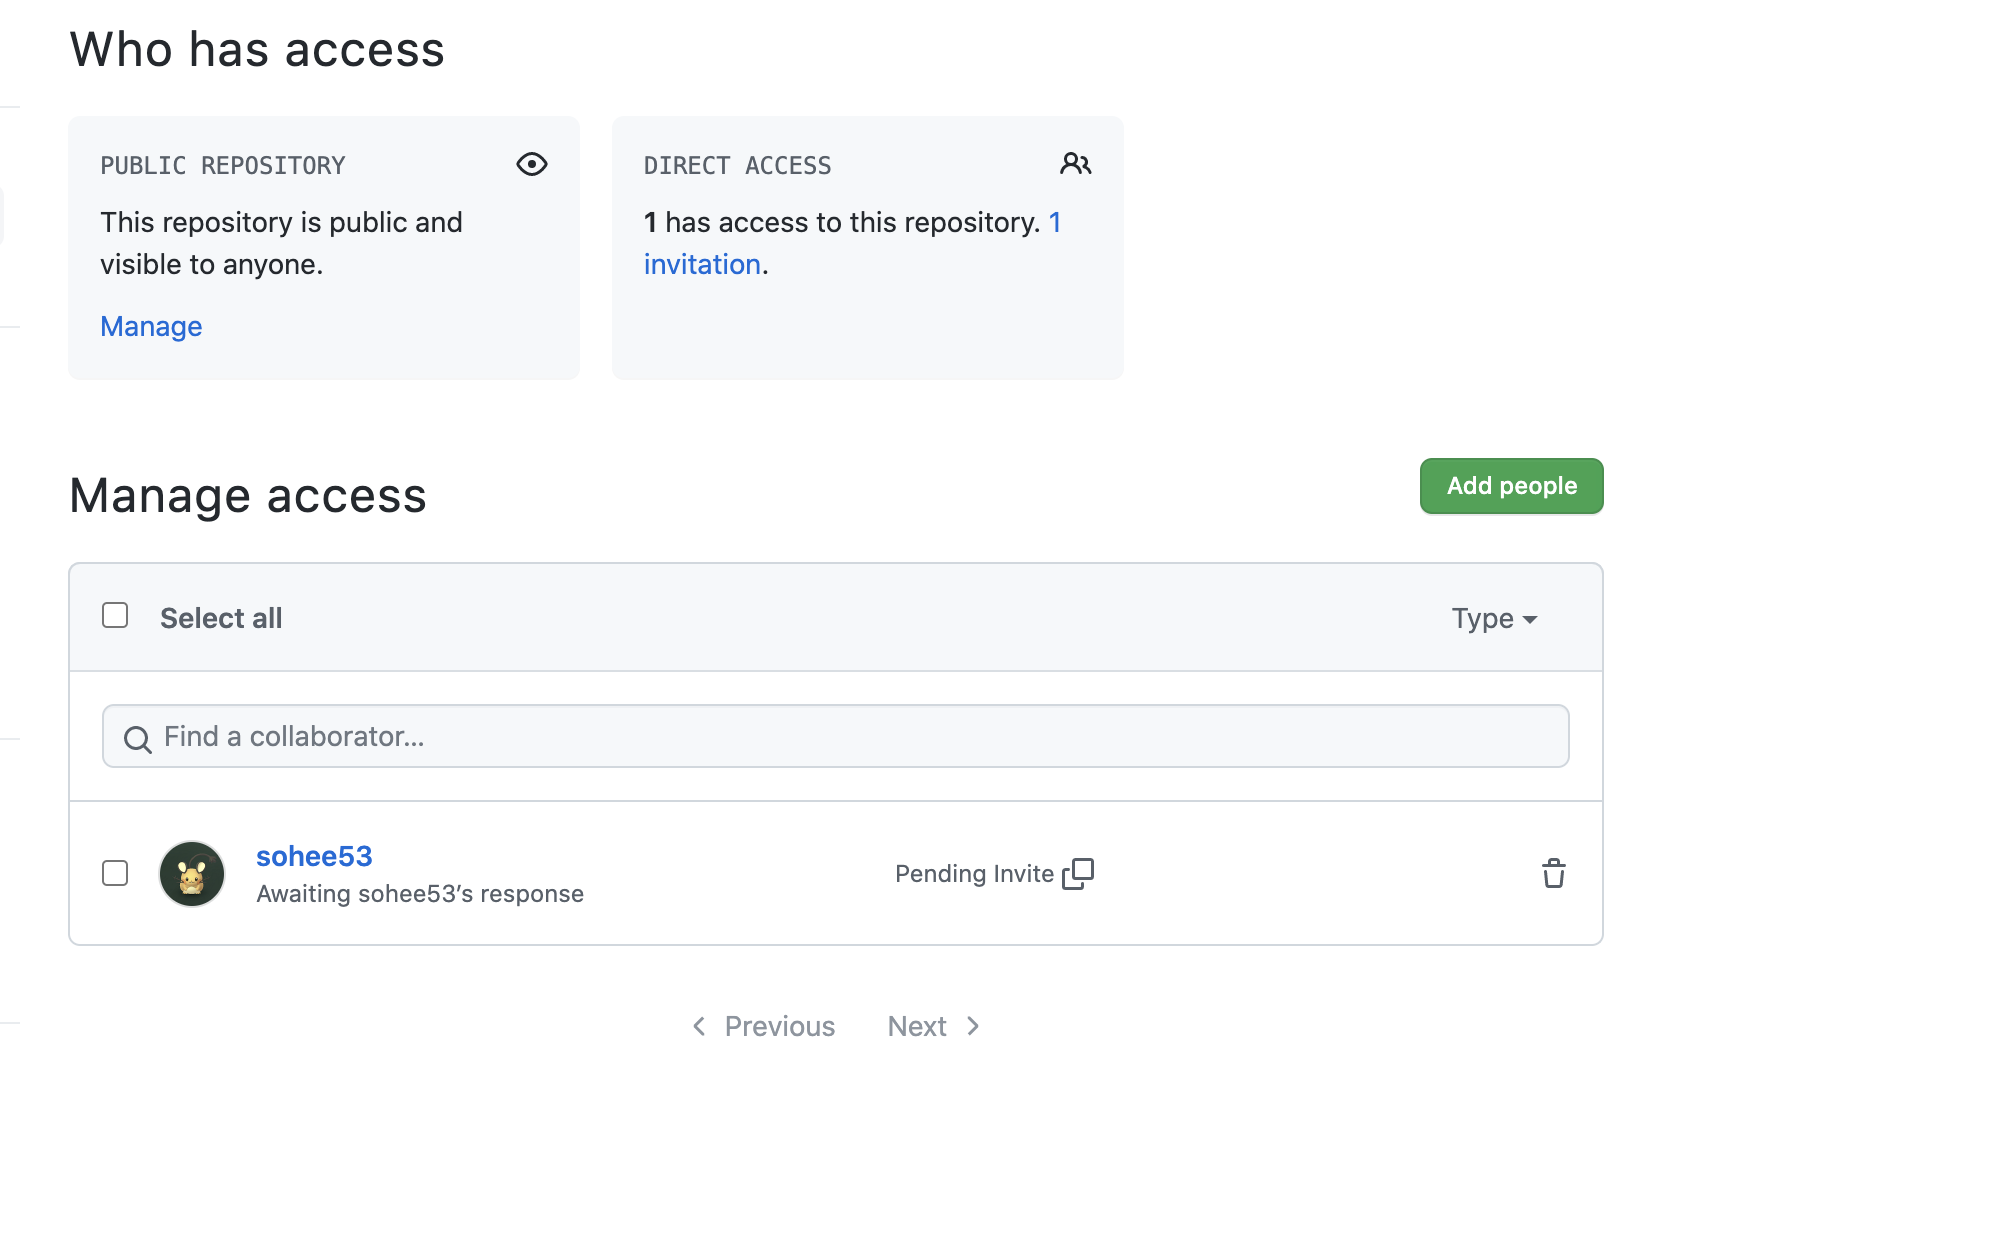 Who has access
PUBLIC REPOSITORY
This repository is public and
visible to anyone.
Manage
DIRECT ACCESS
1 has access to this repository. 1
invitation.
Manage access
Add people
Select all
Type
Find a collaborator...
sohee53
Awaiting sohee53’s response
Pending Invite
Previous
Next